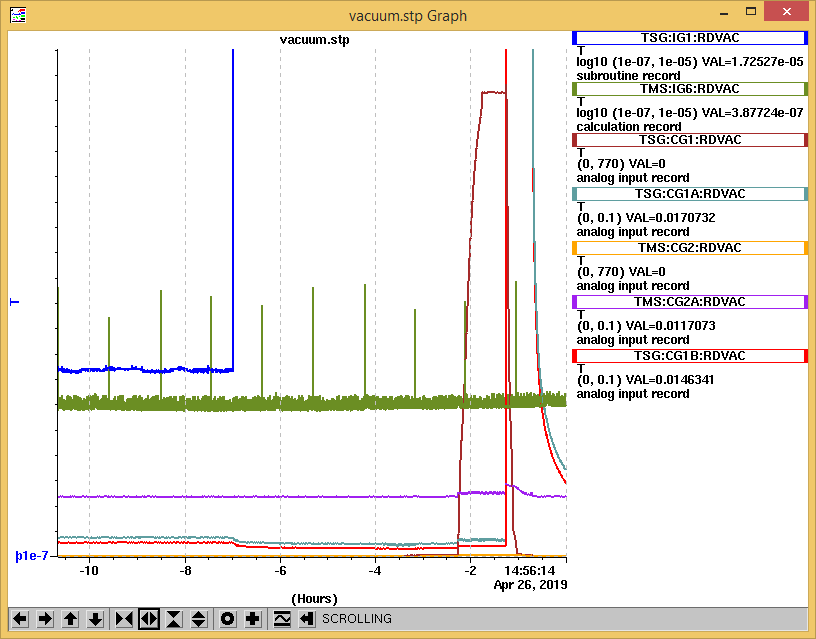 vacuum.stp Graph
vacuum.stp
TSG:IG1:RDVAC
T
log10 (1e-07, 1e-05) VAL=1.72527e-05
subroutine record
TMS:IG6:RDVAC
T
log10 (1e-07, 1e-05) VAL=3.87724e-07
calculation record
TSG:CG1:RDVAC
T
(0, 770) VAL=0
analog input record
TSG:CG1A:RDVAC
T
(0, 0.1) VAL=0.0170732
analog input record
TMS:CG2:RDVAC
T
(0, 770) VAL=0
analog input record
TMS:CG2A:RDVAC
T
(0, 0.1) VAL=0.0117073
analog input record
TSG:CG1B:RDVAC
T
(0, 0.1) VAL=0.0146341
analog input record
T
-10 -8 -6 -4 -2 14:56:14
Apr 26, 2019
(Hours)
SCROLLING